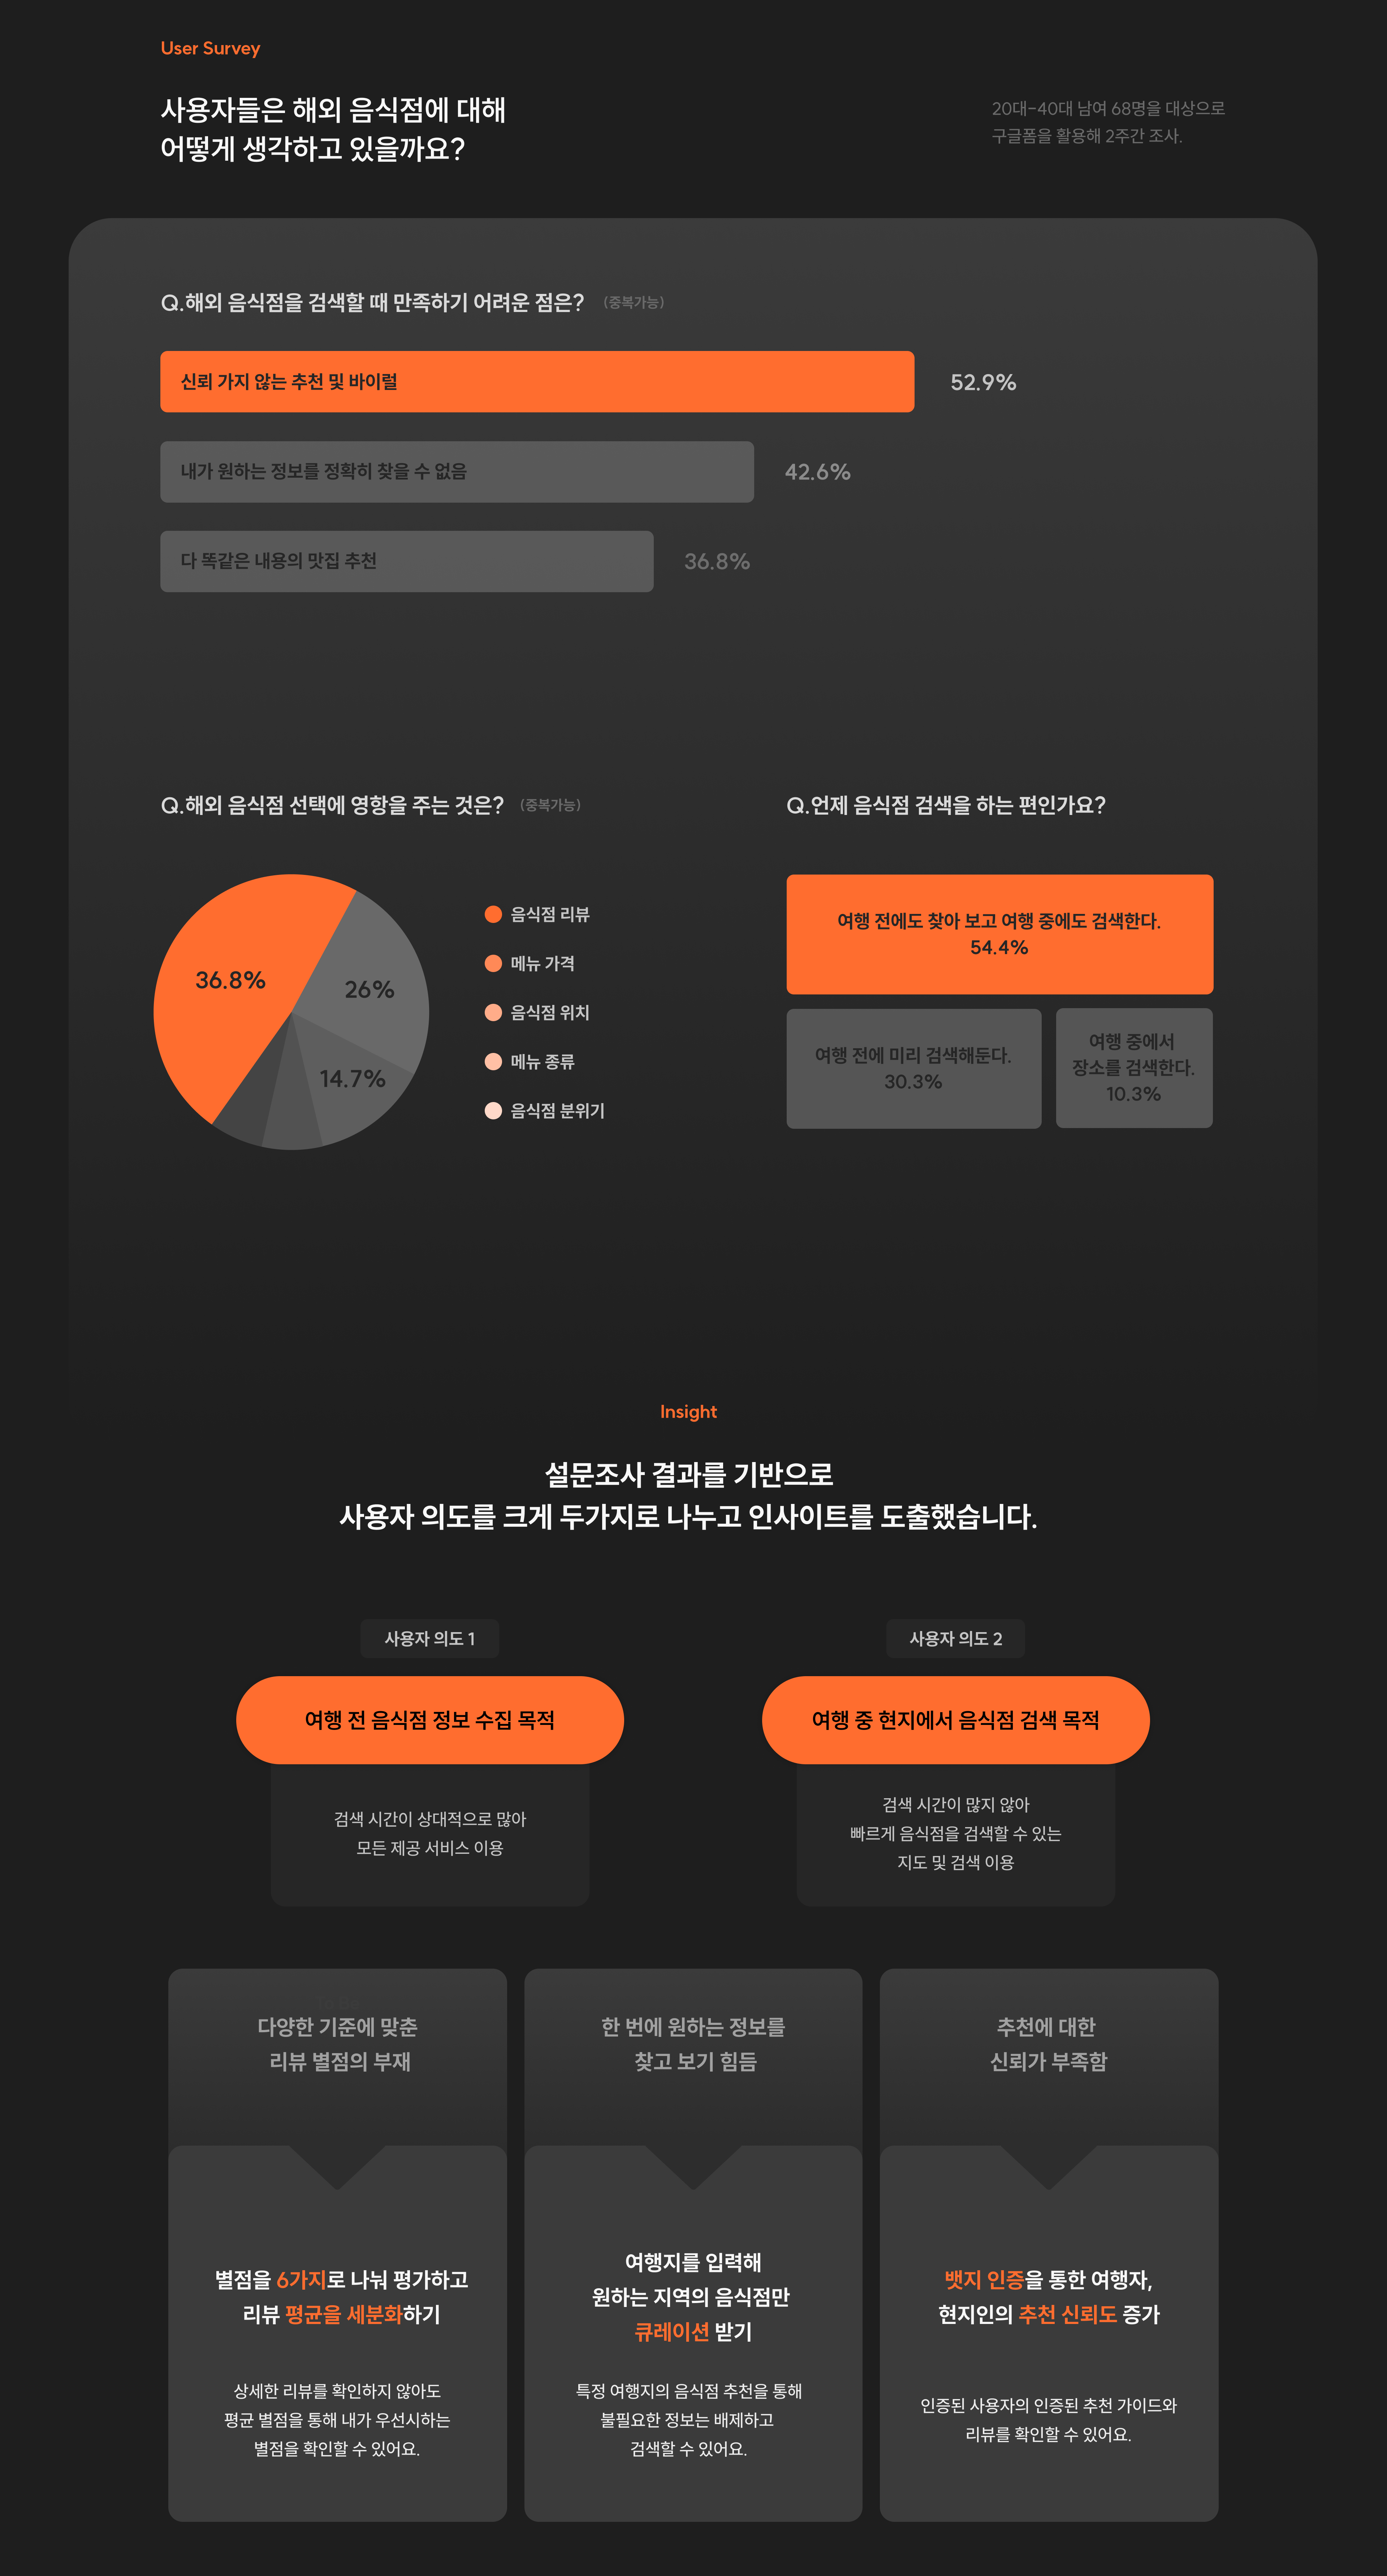 User Survey
사용자들은 해외 음식점에 대해
어떻게 생각하고 있을까요?
20대-40대 남여 68명을 대상으로
구글폼을 활용해 2주간 조사.
Q.해외 음식점을 검색할 때 만족하기 어려운 점은? (중복가능)
신뢰 가지 않는 추천 및 바이럴
52.9%
내가 원하는 정보를 정확히 찾을 수 없음
42.6%
다 똑같은 내용의 맛집 추천
36.8%
Q.해외 음식점 선택에 영향을 주는 것은? (중복가능)
36.8%
26%
14.7%
음식점 리뷰
메뉴 가격
음식점 위치
메뉴 종류
음식점 분위기
Q.언제 음식점 검색을 하는 편인가요?
여행 전에도 찾아 보고 여행 중에도 검색한다.
54.4%
여행 전에 미리 검색해둔다.
30.3%
여행 중에서
장소를 검색한다.
10.3%
Insight
설문조사 결과를 기반으로
사용자 의도를 크게 두가지로 나누고 인사이트를 도출했습니다.
사용자 의도 1
여행 전 음식점 정보 수집 목적
검색 시간이 상대적으로 많아
모든 제공 서비스 이용
사용자 의도 2
여행 중 현지에서 음식점 검색 목적
검색 시간이 많지 않아
빠르게 음식점을 검색할 수 있는
지도 및 검색 이용
다양한 기준에 맞춘
리뷰 별점의 부재
별점을 6가지로 나눠 평가하고
리뷰 평균을 세분화하기
상세한 리뷰를 확인하지 않아도
평균 별점을 통해 내가 우선시하는
별점을 확인할 수 있어요.
한 번에 원하는 정보를
찾고 보기 힘듬
여행지를 입력해
원하는 지역의 음식점만
큐레이션 받기
특정 여행지의 음식점 추천을 통해
불필요한 정보는 배제하고
검색할 수 있어요.
추천에 대한
신뢰가 부족함
뱃지 인증을 통한 여행자,
현지인의 추천 신뢰도 증가
인증된 사용자의 인증된 추천 가이드와
리뷰를 확인할 수 있어요.